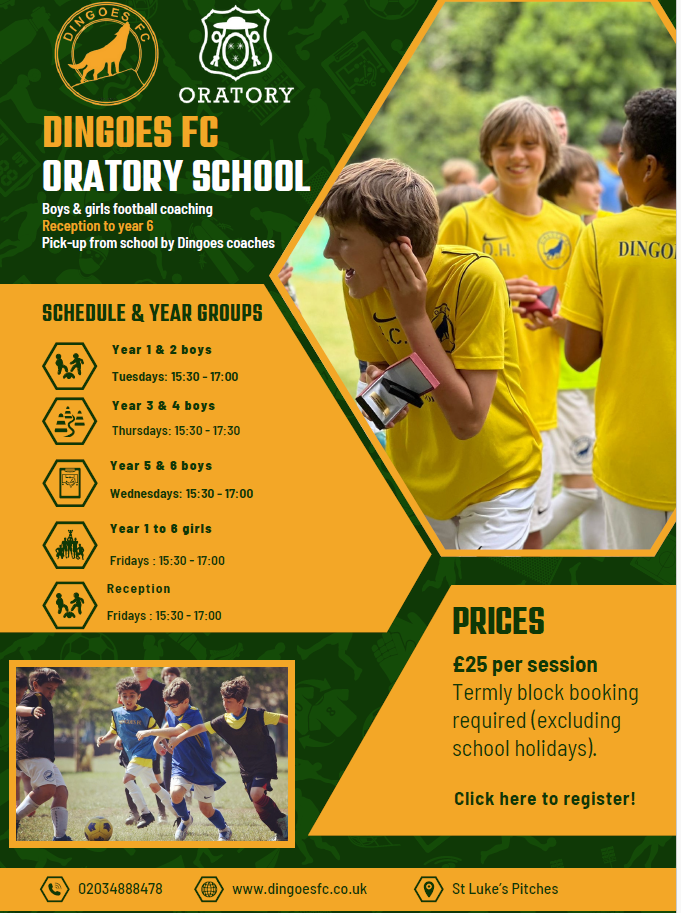 DINGOES FC
ORATORY
DINGOES FC
ORATORY SCHOOL
Boys & girls football coaching
Reception to year 6
Pick-up from school by Dingoes coaches
O.H.
DINGO
C.
SCHEDULE & YEAR GROUPS
Year 1 & 2 boys
Tuesdays: 15:30 - 17:00
Year 3 & 4 boys
Thursdays: 15:30 - 17:30
Year 5 & 6 boys
Wednesdays: 15:30 - 17:00
Year 1 to 6 girls
Fridays : 15:30 - 17:00
Reception
Fridays : 15:30 - 17:00
PRICES
£25 per session
Termly block booking
required (excluding
school holidays).
Click here to register!
02034888478
www.dingoesfc.co.uk
St Luke's Pitches